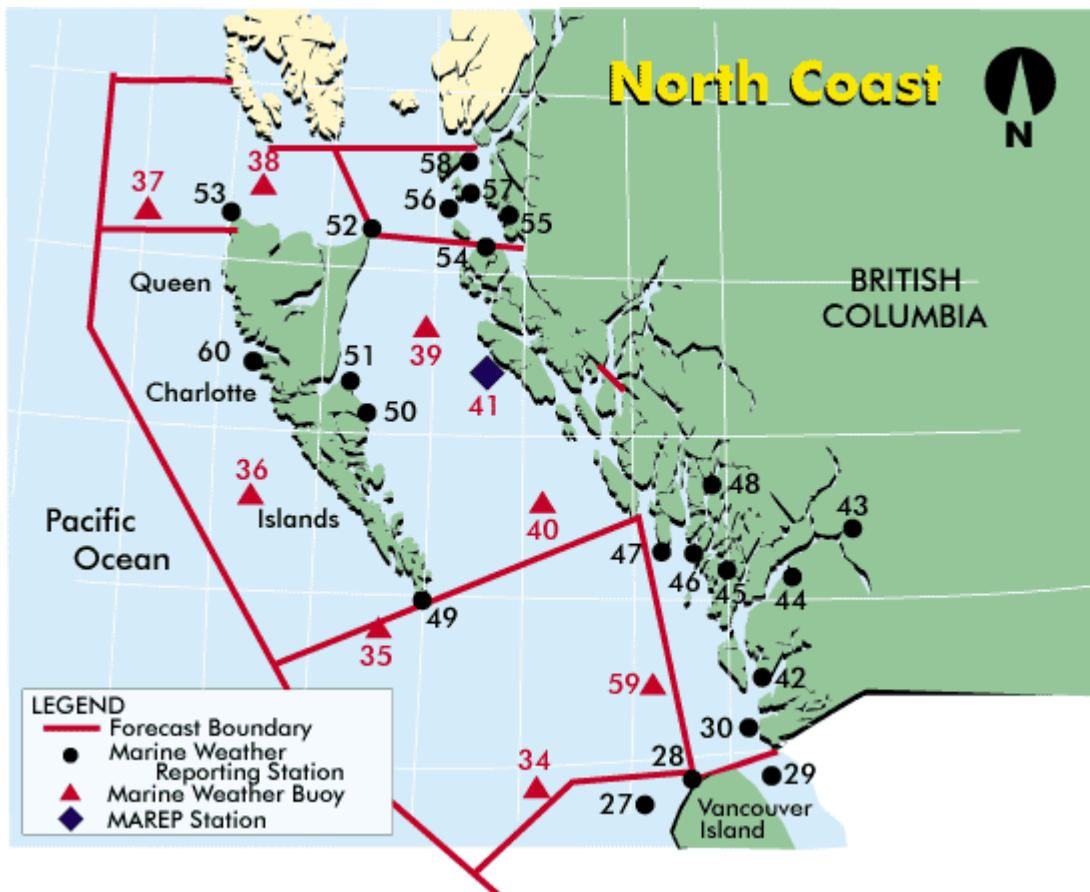 North Coast
N
58
38
57
37
53
56
52
55
54
Queen
BRITISH
COLUMBIA
39
60
51
Charlotte
41
50
36
48
Islands
43
Pacific
Ocean
40
47
46
45
44
49
35
59
42
LEGEND
Forecast Boundary
Marine Weather
Reporting Station
Marine Weather Buoy
MAREP Station
30
34
28
29
27
Vancouver
Island